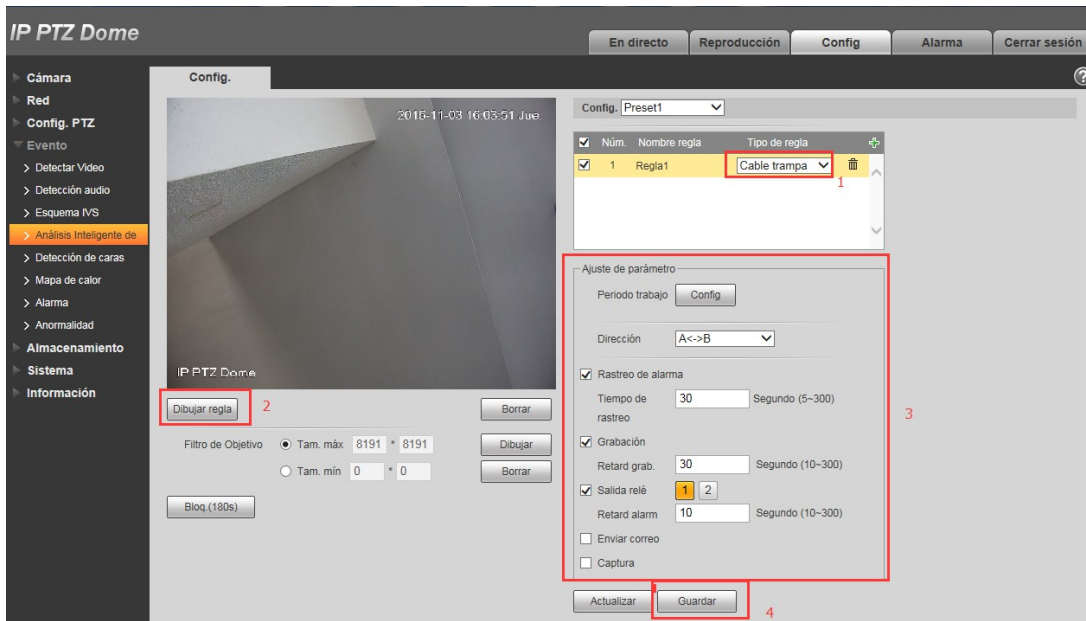 IP PTZ Dome
En directo
Reproducción
Config
Alarma
Cerrar sesión
Cámara
Red
Config. PTZ
Evento
Detectar Video
Detección audio
Esquema IVS
Análisis Inteligente de
Detección de caras
Mapa de calor
Alarma
Anormalidad
Almacenamiento
Sistema
Información
Config.
?
2016-11-03 16:03:51 Jue.
IP PTZ Dome
Dibujar regla
2
Borrar
Filtro de Objetivo
Tam. máx 8191 * 8191
Dibujar
Tam. mín 0 * 0
Borrar
Bloq.(180s)
Config. Preset1
Núm. Nombre regla Tipo de regla
1 Regla1 Cable trampa
1
Ajuste de parámetro
Periodo trabajo Config
Dirección A<->B
Rastreo de alarma
Tiempo de rastreo 30 Segundo (5~300)
3
Grabación
Retard grab. 30 Segundo (10~300)
Salida relê 1 2
Retard alarm 10 Segundo (10~300)
Enviar correo
Captura
Actualizar
Guardar
4